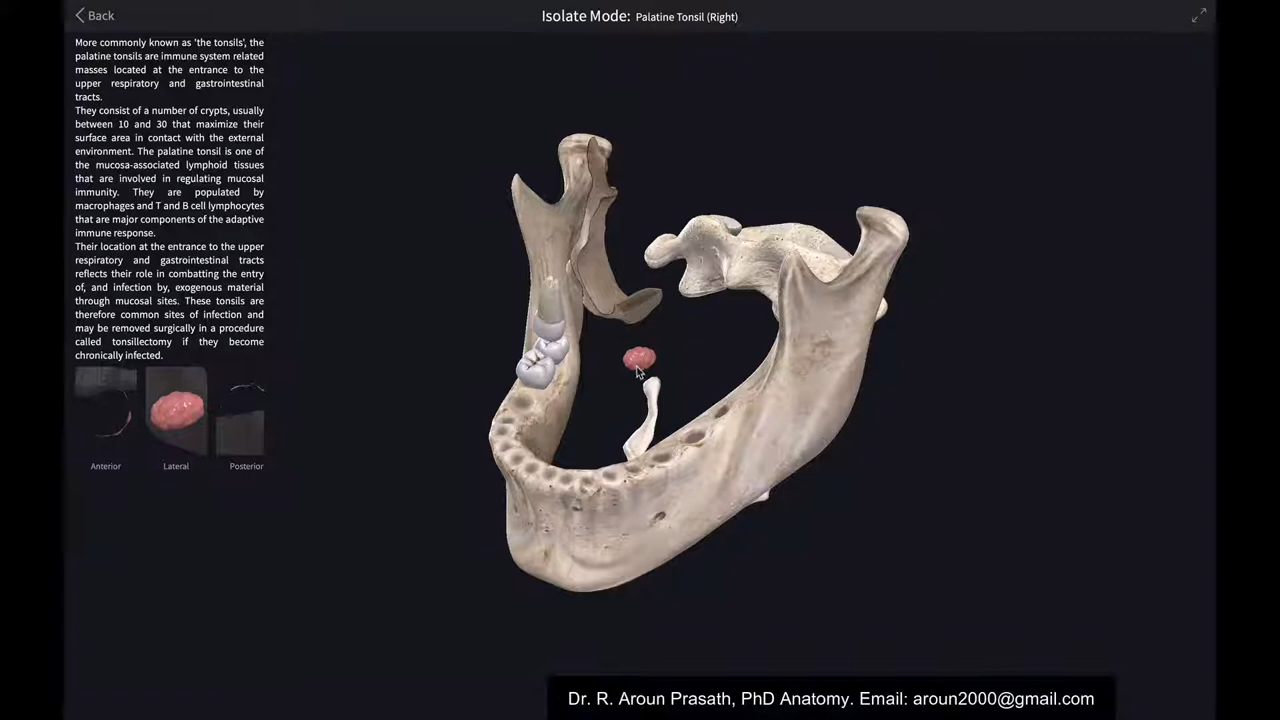 Back
Isolate Mode: Palatine Tonsil (Right)
More commonly known as 'the tonsils', the
palatine tonsils are immune system related
masses located at the entrance to the
upper respiratory and gastrointestinal
tracts.
They consist of a number of crypts, usually
between 10 and 30 that maximize their
surface area in contact with the external
environment. The palatine tonsil is one of
the mucosa-associated lymphoid tissues
that are involved in regulating mucosal
immunity. They are populated by
macrophages and T and B cell lymphocytes
that are major components of the adaptive
immune response.
Their location at the entrance to the upper
respiratory and gastrointestinal tracts
reflects their role in combatting the entry
of, and infection by, exogenous material
through mucosal sites. These tonsils are
therefore common sites of infection and
may be removed surgically in a procedure
called tonsillectomy if they become
chronically infected.
Anterior
Lateral
Posterior
Dr. R. Aroun Prasath, PhD Anatomy. Email: aroun2000@gmail.com